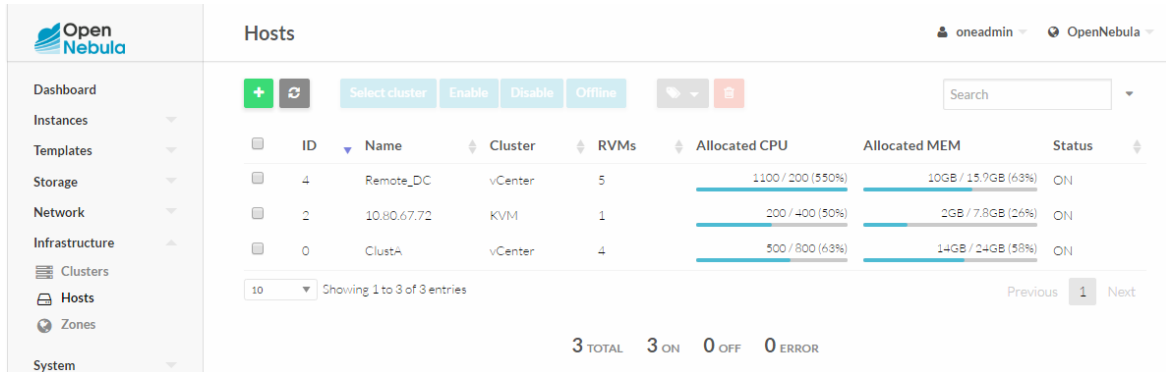 Open
Nebula
Hosts
oneadmin
OpenNebula
Dashboard
Instances
Templates
Storage
Network
Infrastructure
Clusters
Hosts
Zones
System
+ Select cluster Enable Disable Offline
Search
ID Name Cluster RVMs Allocated CPU Allocated MEM Status
4 Remote_DC vCenter 5 1100 / 200 (550%) 10GB / 15.9GB (63%) ON
2 10.80.67.72 KVM 1 200 / 400 (50%) 2GB / 7.8GB (26%) ON
0 ClustA vCenter 4 500 / 800 (63%) 14GB / 24GB (58%) ON
10 Showing 1 to 3 of 3 entries
Previous 1 Next
3 TOTAL 3 ON 0 OFF 0 ERROR